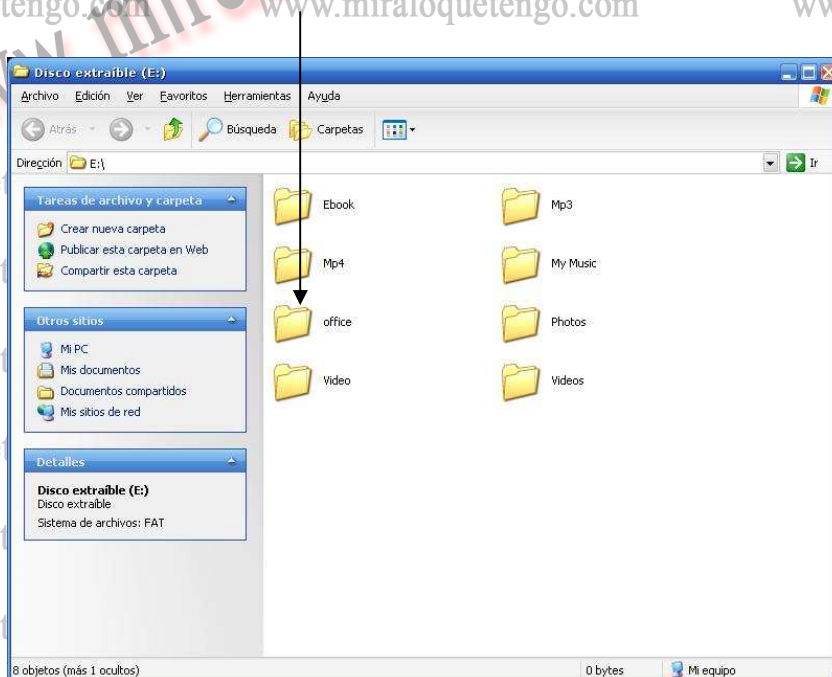 tengo.com www.miraloquetengo.com ww
Disco extraíble (E:)
Archivo Edición Ver Favoritos Herramientas Ayuda
Atrás Búsqueda Carpetas
Dirección E:\ Ir
Tareas de archivo y carpeta
Crear nueva carpeta
Publicar esta carpeta en Web
Compartir esta carpeta
Otros sitios
Mi PC
Mis documentos
Documentos compartidos
Mis sitios de red
Detalles
Disco extraíble (E:)
Disco extraíble
Sistema de archivos: FAT
Ebook Mp3
Mp4 My Music
office Photos
Video Videos
8 objetos (más 1 ocultos) 0 bytes Mi equipo